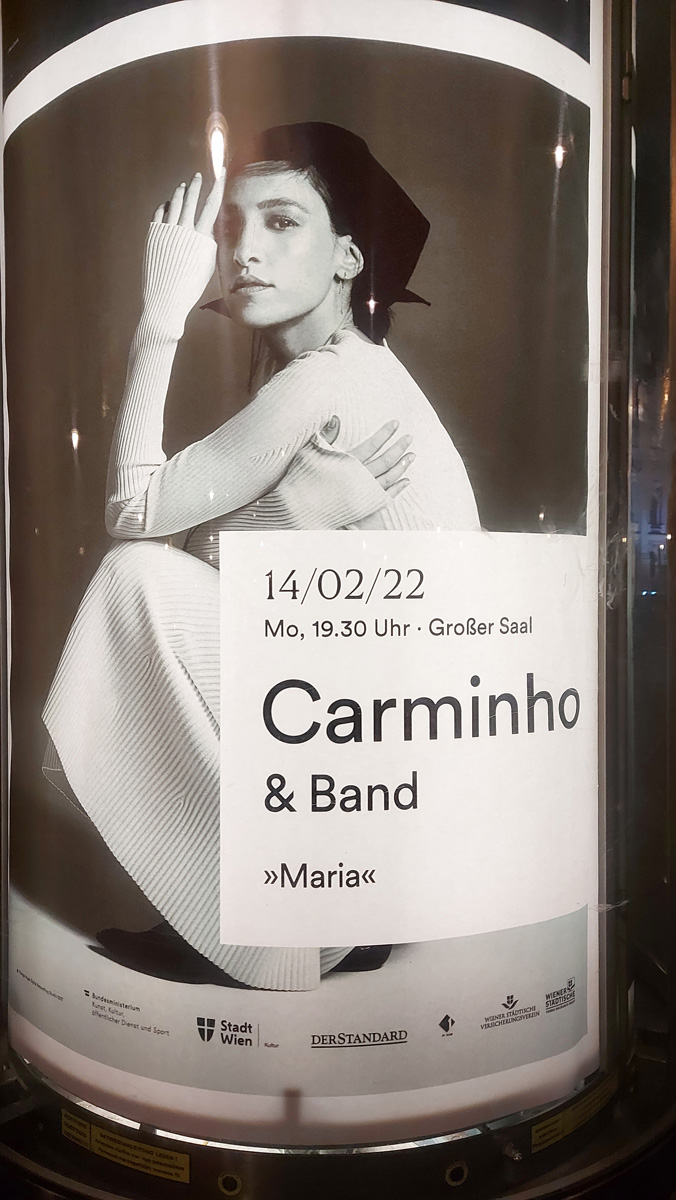 14/02/22
Mo, 19.30 Uhr · Großer Saal
Carminho
& Band
»Maria«
Bundesministerium
Kunst, Kultur,
öffentlicher Dienst und Sport
Stadt
Wien
Kultur
DERSTANDARD
WIENER STÄDTISCHE
VERSICHERUNGSVEREIN
WIENER
STÄDTISCHE